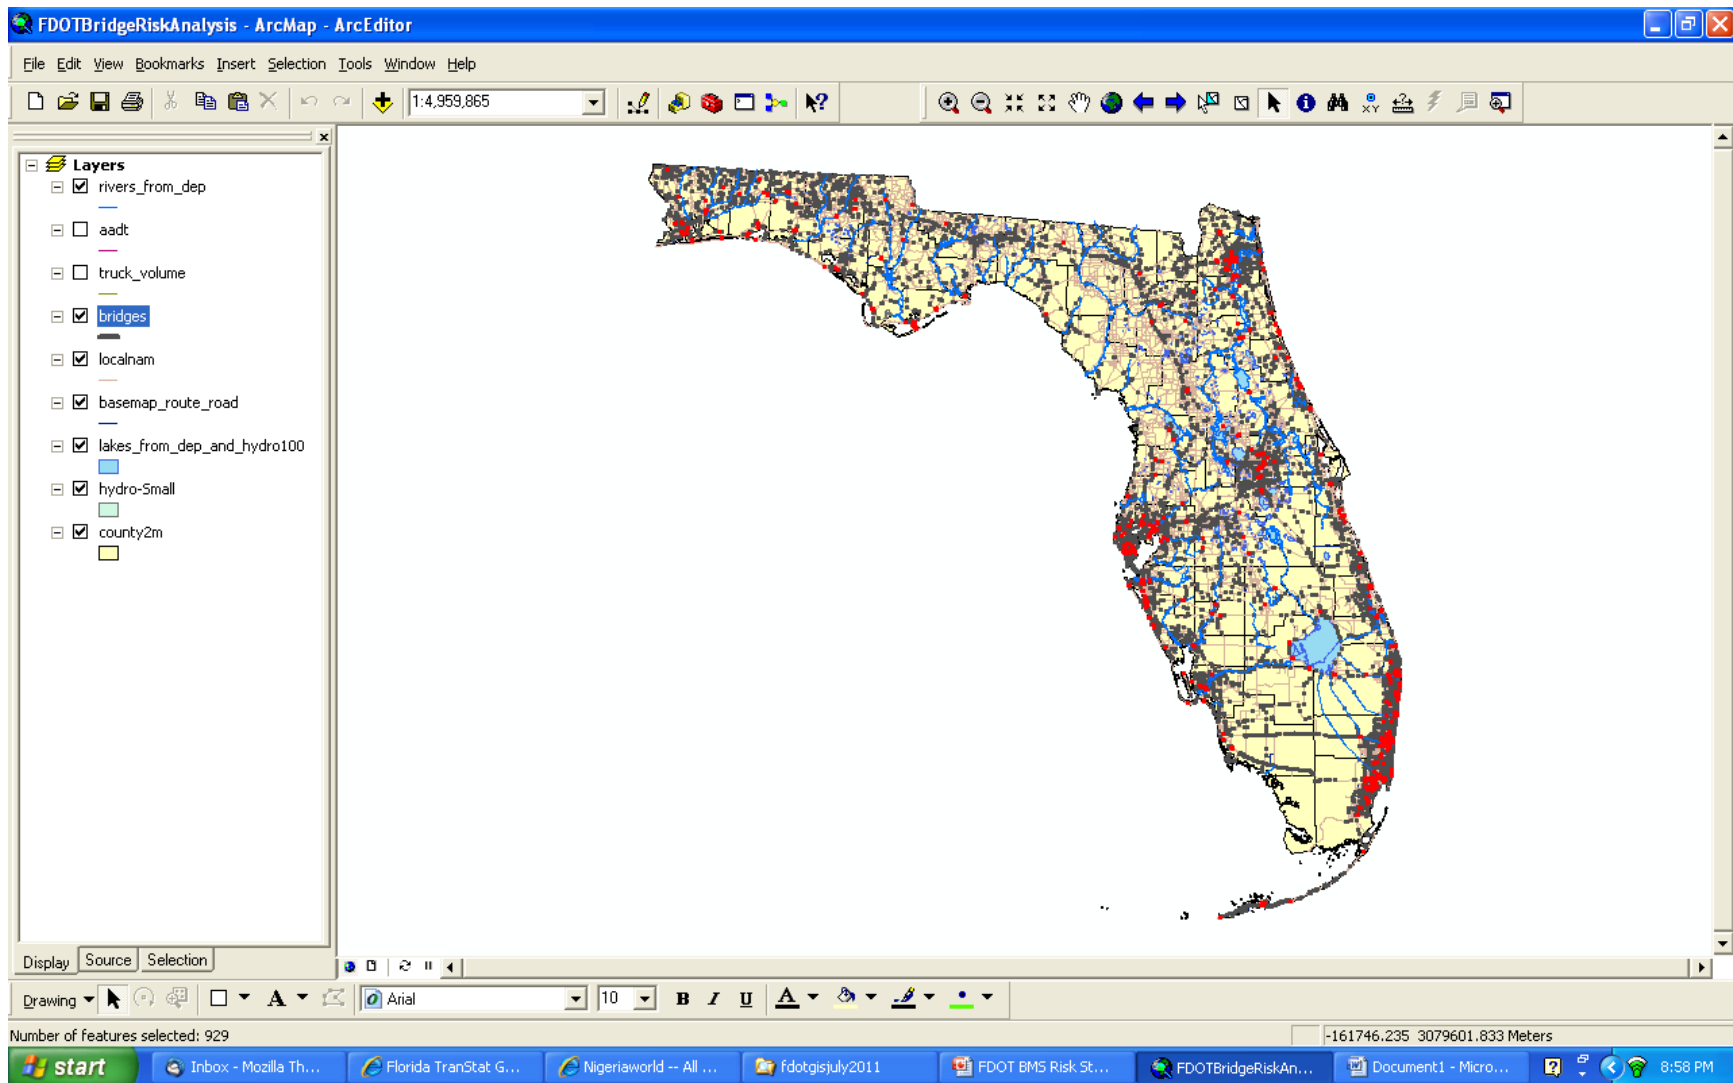 FDOTBridgeRiskAnalysis - ArcMap - ArcEditor
File Edit View Bookmarks Insert Selection Tools Window Help
1:4,959,865
XY
Layers
rivers_from_dep
aadt
truck_volume
bridges
localnam
basemap_route_road
lakes_from_dep_and_hydro100
hydro-Small
county2m
Display Source Selection
Drawing A Arial 10 B I U A
Number of features selected: 929
-161746.235 3079601.833 Meters
start Inbox - Mozilla Th... Florida TranStat G... Nigeriaworld -- All ... fdotgisjuly2011 FDOT BMS Risk St... FDOTBridgeRiskAn... Document1 - Micro... 8:58 PM